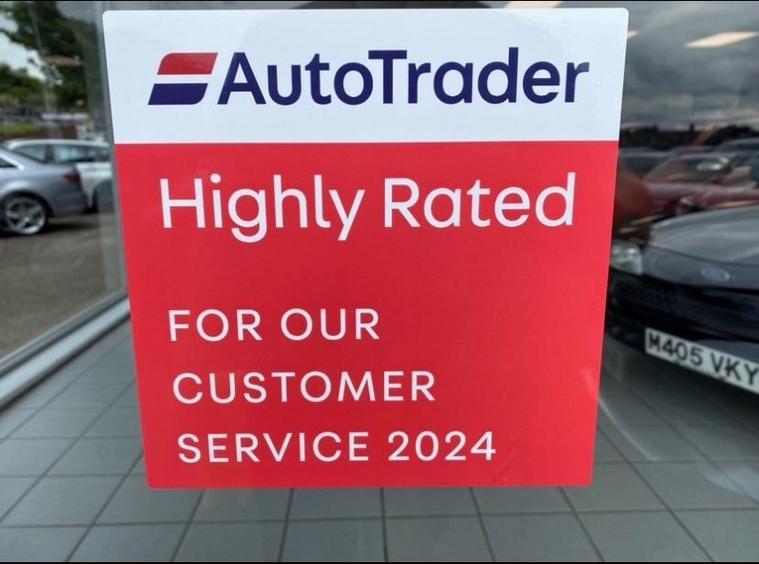 AutoTrader
Highly Rated
FOR OUR
CUSTOMER
SERVICE 2024
M405 VKY